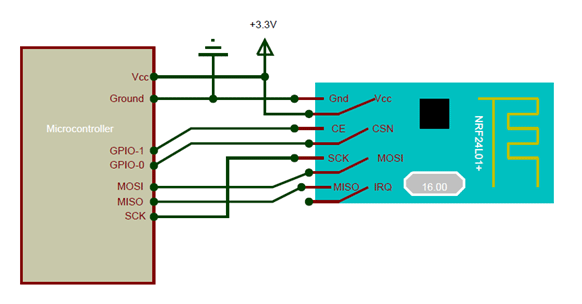 +3.3V
Vcc
Ground
Microcontroller
GPIO-1
GPIO-0
MOSI
MISO
SCK
Gnd Vcc
CE CSN
SCK MOSI
MISO IRQ
16.00
NRF24L01+